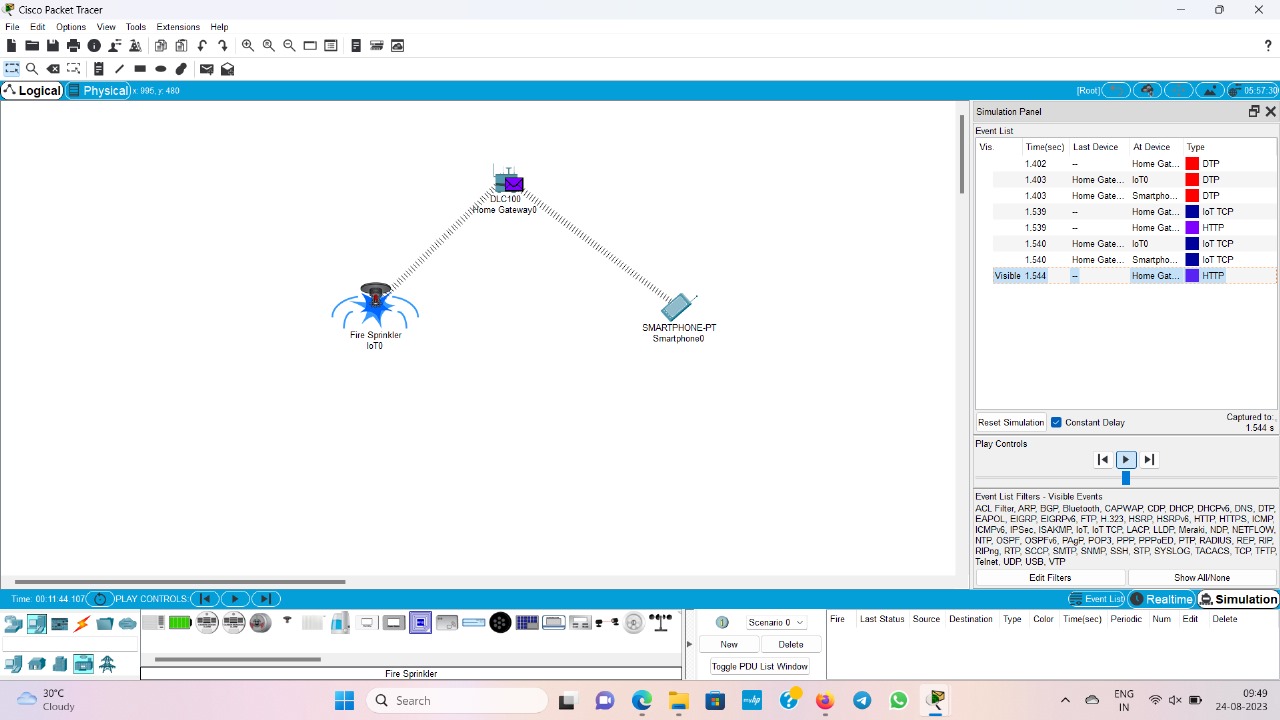 Cisco Packet Tracer
File Edit Options View Tools Extensions Help
Logical Physical x: 995, y: 480 [Root] 05:57:30
DLC100
Home Gateway0
Fire Sprinkler
IoT0
SMARTPHONE-PT
Smartphone0
Simulation Panel
Event List
Vis. Time(sec) Last Device At Device Type
1.402 -- Home Gat... DTP
1.403 Home Gate... IoT0 DTP
1.403 Home Gate... Smartpho... DTP
1.539 -- Home Gat... IoT TCP
1.539 -- Home Gat... HTTP
1.540 Home Gate... IoT0 IoT TCP
1.540 Home Gate... Smartpho... IoT TCP
Visible 1.544 -- Home Gat... HTTP
Reset Simulation Constant Delay Captured to:
1.544 s
Play Controls
Event List Filters - Visible Events
ACL Filter, ARP, BGP, Bluetooth, CAPWAP, CDP, DHCP, DHCPv6, DNS, DTP,
EAPOL, EIGRP, EIGRPv6, FTP, H.323, HSRP, HSRPv6, HTTP, HTTPS, ICMP,
ICMPv6, IPSec, ISAKMP, IoT, IoT TCP, LACP, LLDP, Meraki, NDP, NETFLOW,
NTP, OSPF, OSPFv6, PAgP, POP3, PPP, PPPoED, PTP, RADIUS, REP, RIP,
RIPng, RTP, SCCP, SMTP, SNMP, SSH, STP, SYSLOG, TACACS, TCP, TFTP,
Telnet, UDP, USB, VTP
Edit Filters Show All/None
Time: 00:11:44.107 PLAY CONTROLS: Event List Realtime Simulation
Scenario 0
New Delete
Toggle PDU List Window
Fire Last Status Source Destination Type Color Time(sec) Periodic Num Edit Delete
Fire Sprinkler
30°C
Cloudy
Search
myhp
ENG
IN
09:49
24-08-2023